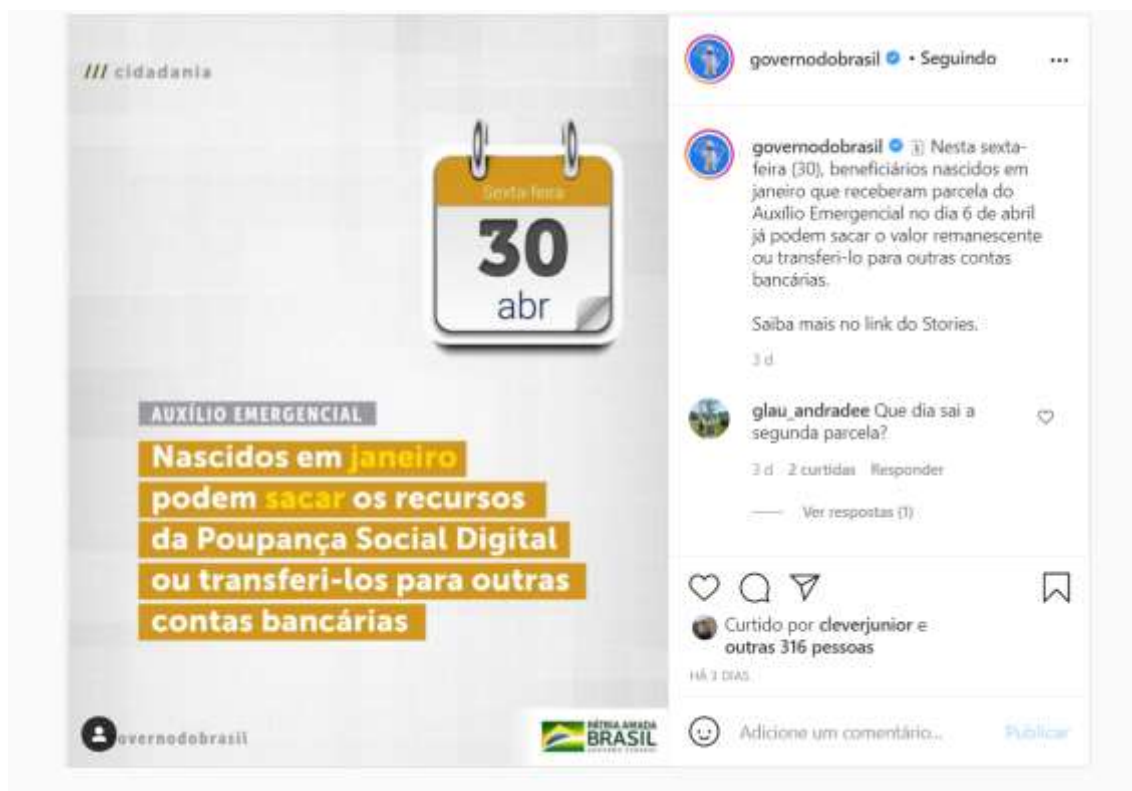 /// cidadania
Sexta-feira
30
abr
AUXÍLIO EMERGENCIAL
Nascidos em janeiro
podem sacar os recursos
da Poupança Social Digital
ou transferi-los para outras
contas bancárias
overnodobrasil
PÁTRIA AMADA
BRASIL
GOVERNO FEDERAL
governodobrasil • Seguindo
governodobrasil Nesta sexta-
feira (30), beneficiários nascidos em
janeiro que receberam parcela do
Auxílio Emergencial no dia 6 de abril
já podem sacar o valor remanescente
ou transferi-lo para outras contas
bancárias.
Saiba mais no link do Stories.
3 d
glau_andradee Que dia sai a
segunda parcela?
3 d 2 curtidas Responder
Ver respostas (1)
Curtido por cleverjunior e
outras 316 pessoas
HÁ 3 DIAS
Adicione um comentário... Publicar